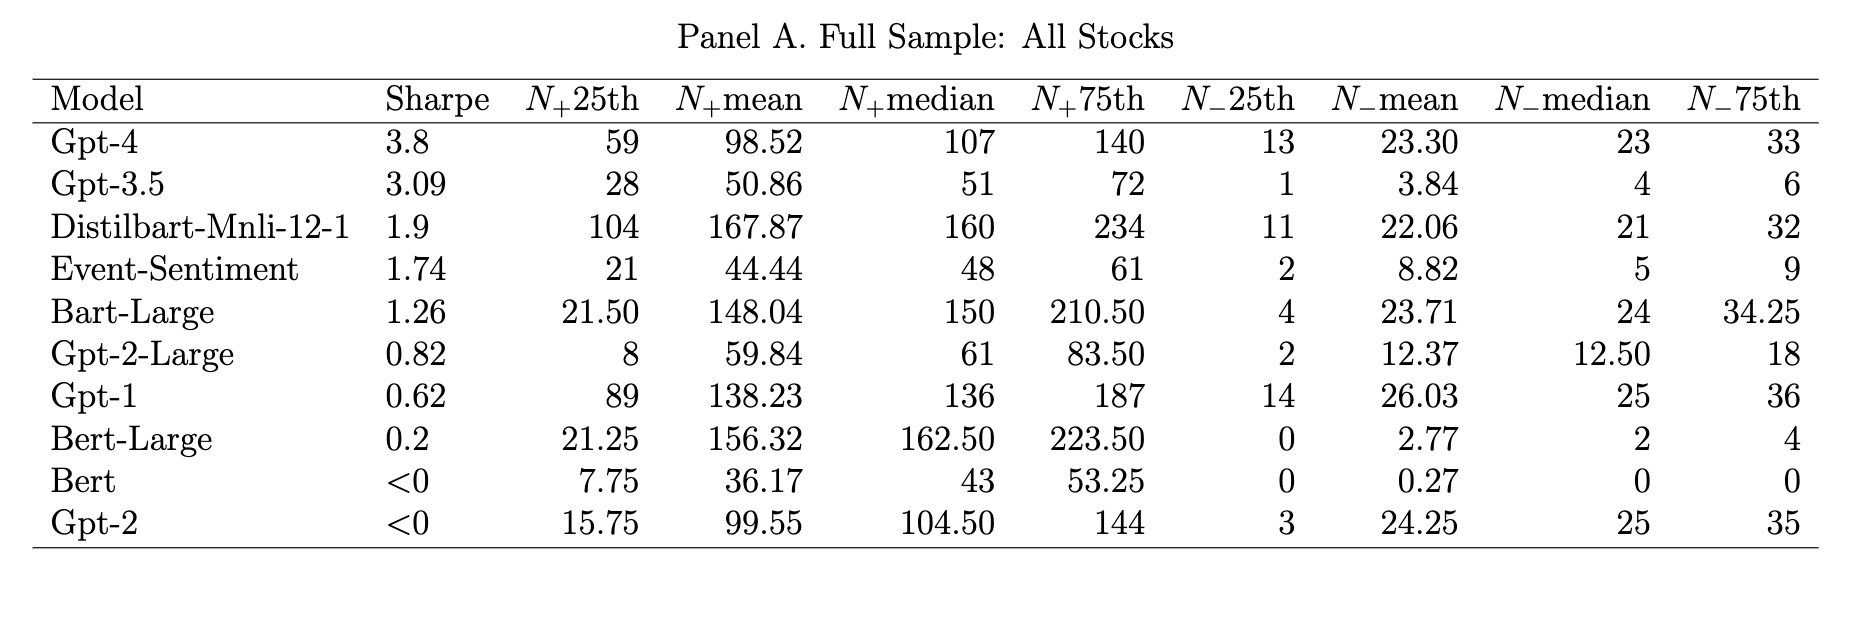 Panel A. Full Sample: All Stocks
Model Sharpe N+25th N+mean N+median N+75th N−25th N−mean N−median N−75th
Gpt-4 3.8 59 98.52 107 140 13 23.30 23 33
Gpt-3.5 3.09 28 50.86 51 72 1 3.84 4 6
Distilbart-Mnli-12-1 1.9 104 167.87 160 234 11 22.06 21 32
Event-Sentiment 1.74 21 44.44 48 61 2 8.82 5 9
Bart-Large 1.26 21.50 148.04 150 210.50 4 23.71 24 34.25
Gpt-2-Large 0.82 8 59.84 61 83.50 2 12.37 12.50 18
Gpt-1 0.62 89 138.23 136 187 14 26.03 25 36
Bert-Large 0.2 21.25 156.32 162.50 223.50 0 2.77 2 4
Bert <0 7.75 36.17 43 53.25 0 0.27 0 0
Gpt-2 <0 15.75 99.55 104.50 144 3 24.25 25 35